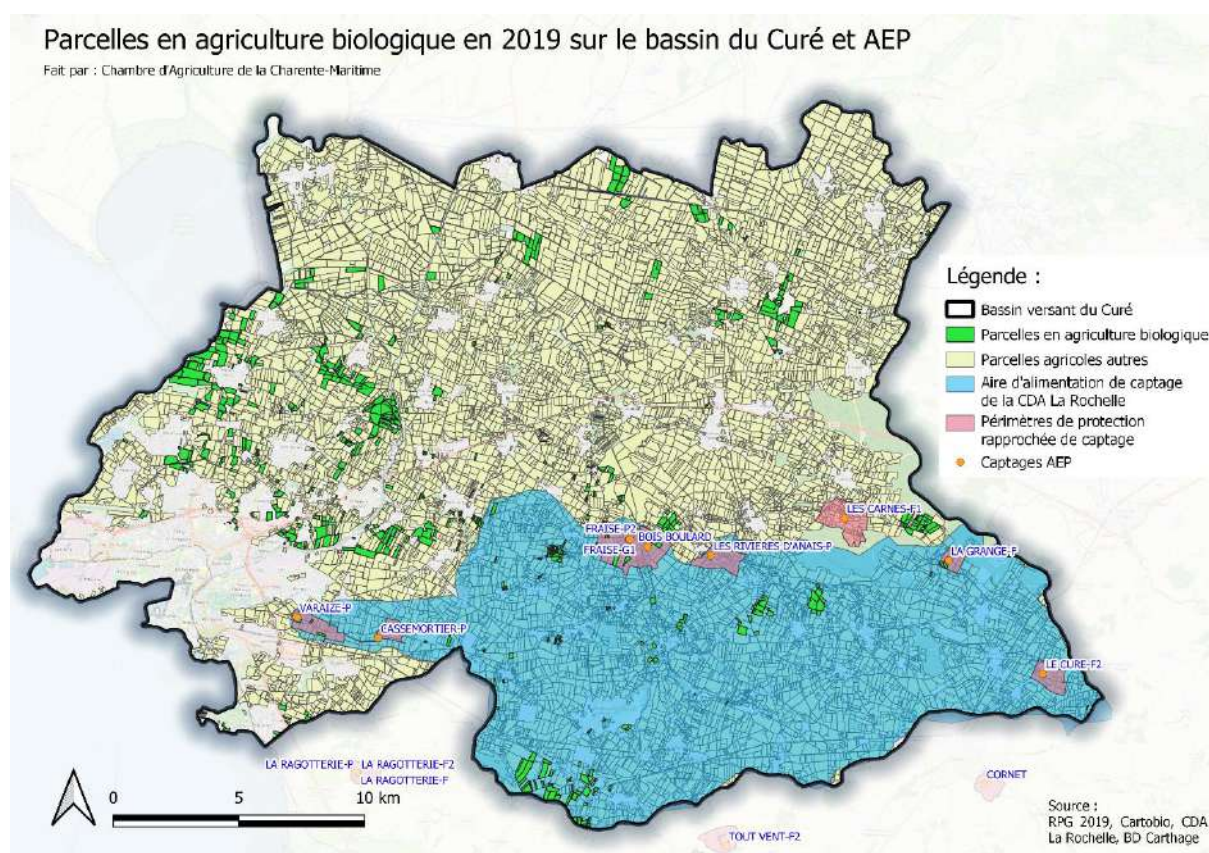 Parcelles en agriculture biologique en 2019 sur le bassin du Curé et AEP
Fait par : Chambre d'Agriculture de la Charente-Maritime
Légende :
Bassin versant du Curé
Parcelles en agriculture biologique
Parcelles agricoles autres
Aire d'alimentation de captage
de la CDA La Rochelle
Périmètres de protection
rapprochée de captage
Captages AEP
LES CARNES-F1
FRAISE-P2
BOIS BOULARD
FRAISE-G1
LES RIVIERES D'ANAIS-P
LA GRANGE-F
VARAIZE-P
CASSEMORTIER-P
LE CURE-F2
LA RAGOTTERIE-P
LA RAGOTTERIE-F2
LA RAGOTTERIE-F
CORNET
TOUT VENT-F2
0 5 10 km
Source :
RPG 2019, Cartobio, CDA
La Rochelle, BD Carthage